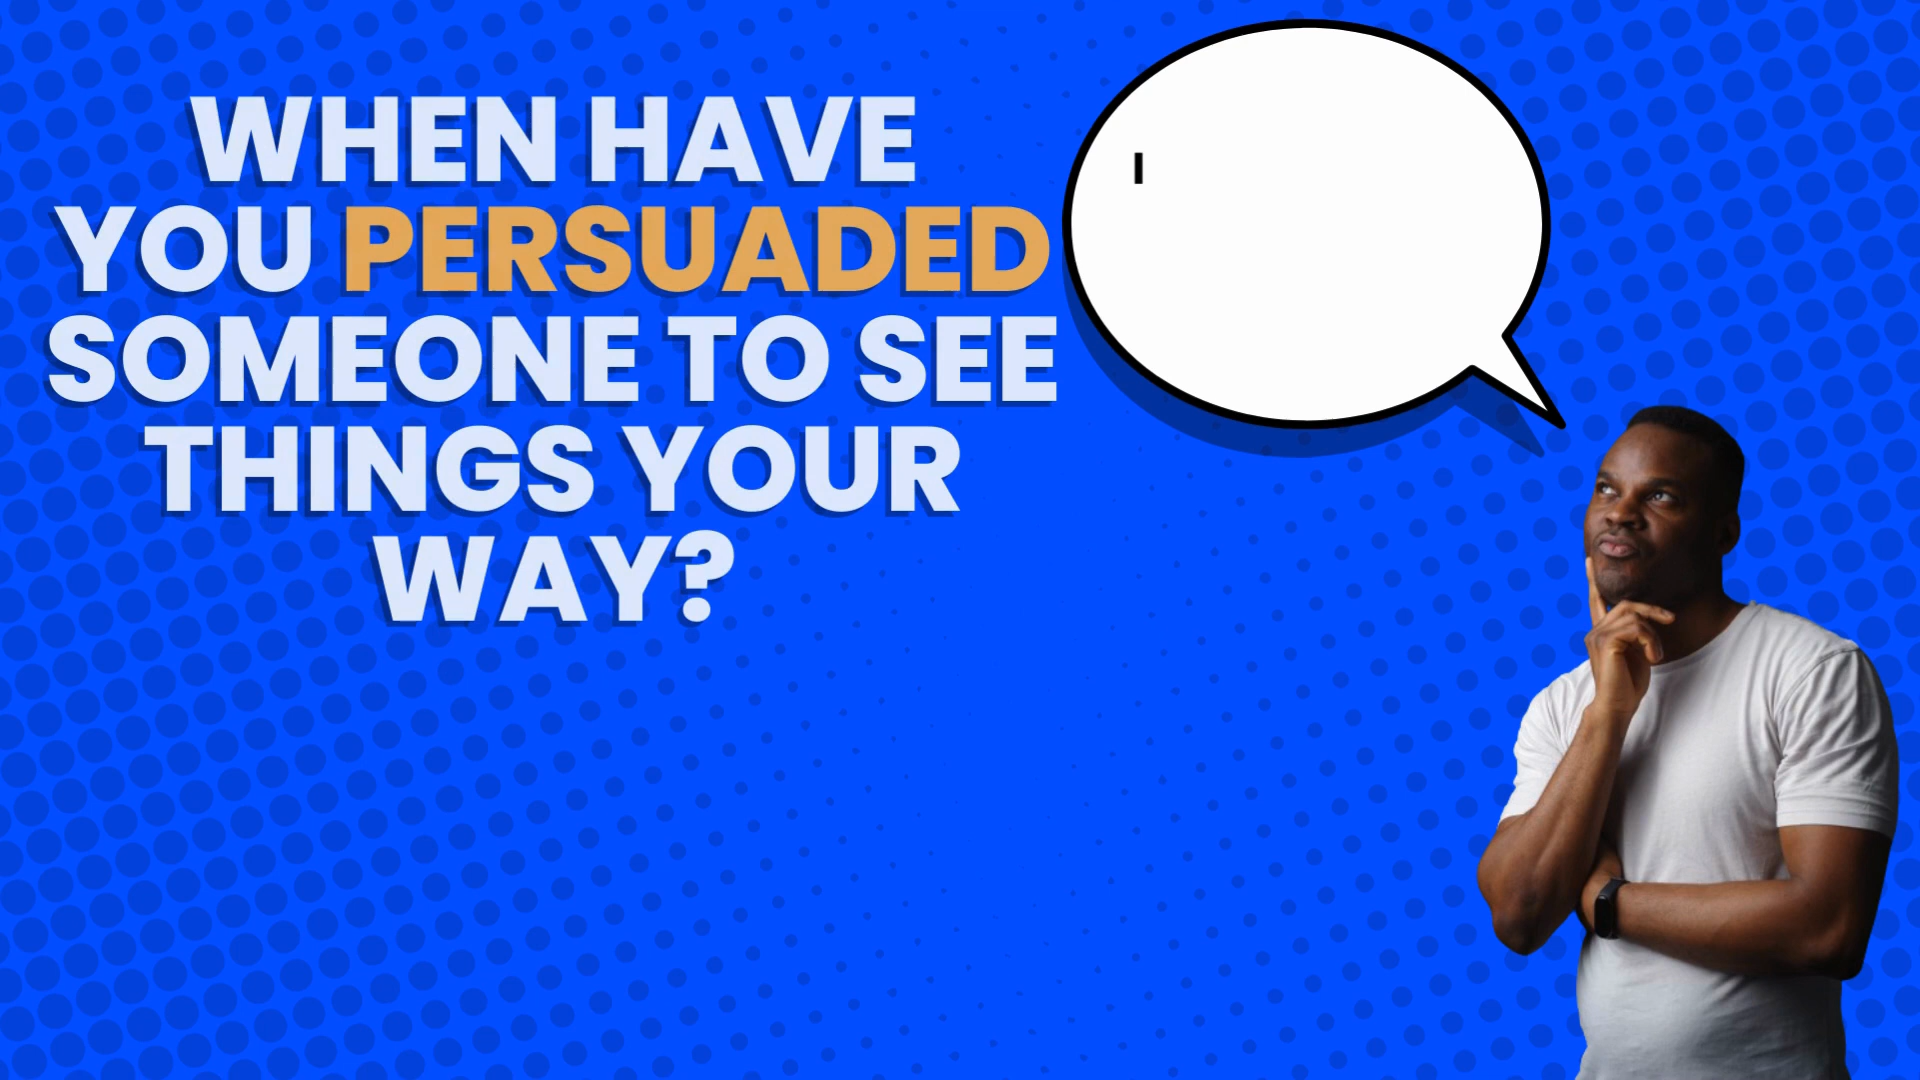 WHEN HAVE
YOU PERSUADED
SOMEONE TO SEE
THINGS YOUR
WAY?
I